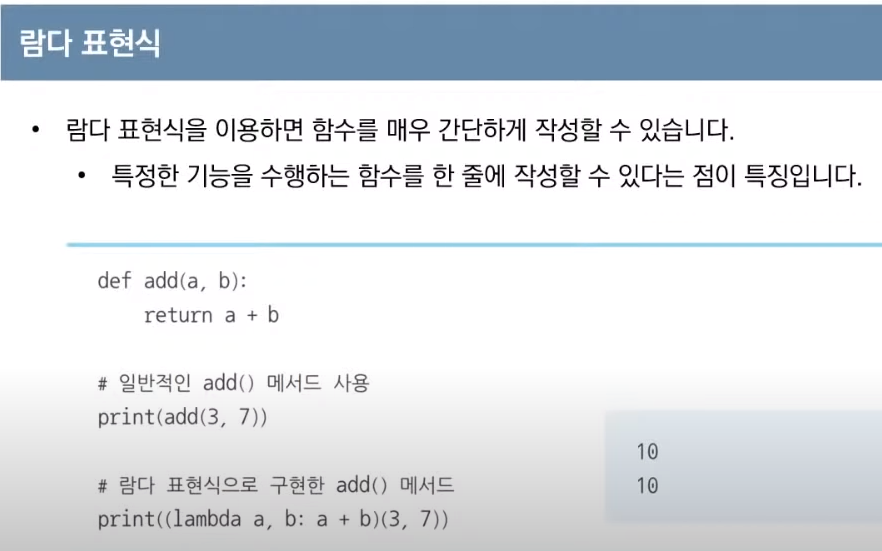 람다 표현식
• 람다 표현식을 이용하면 함수를 매우 간단하게 작성할 수 있습니다.
• 특정한 기능을 수행하는 함수를 한 줄에 작성할 수 있다는 점이 특징입니다.
def add(a, b):
    return a + b
# 일반적인 add() 메서드 사용
print(add(3, 7))
# 람다 표현식으로 구현한 add() 메서드
print((lambda a, b: a + b)(3, 7))
10
10